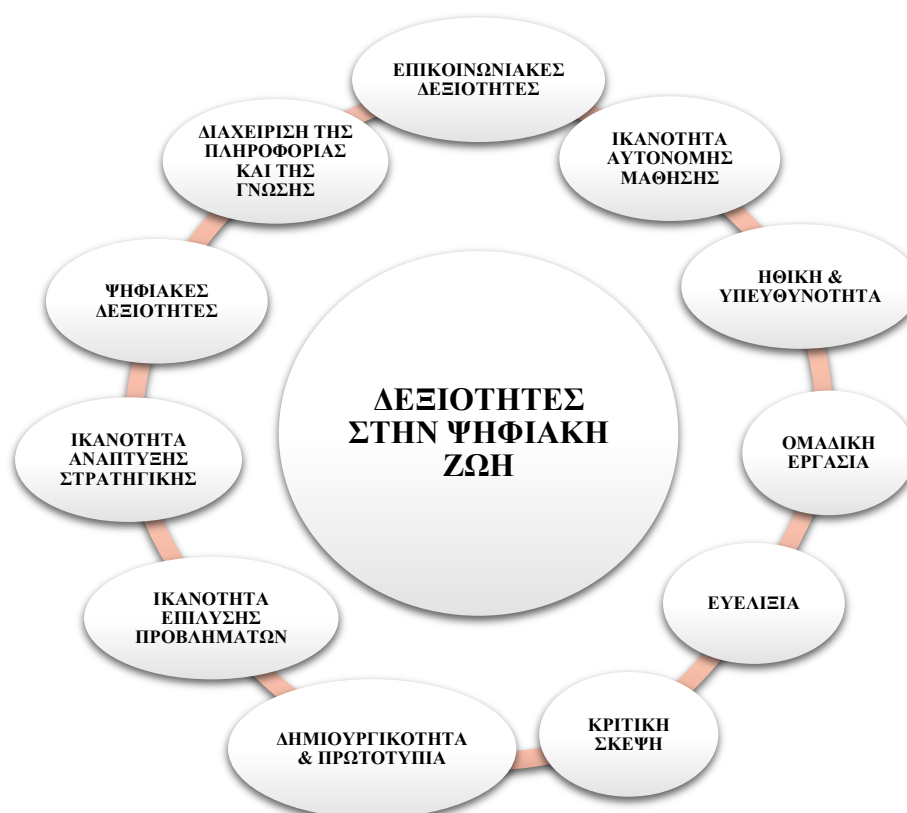 ΕΠΙΚΟΙΝΩΝΙΑΚΕΣ
ΔΕΞΙΟΤΗΤΕΣ
ΙΚΑΝΟΤΗΤΑ
ΑΥΤΟΝΟΜΗΣ
ΜΑΘΗΣΗΣ
ΗΘΙΚΗ &
ΥΠΕΥΘΥΝΟΤΗΤΑ
ΟΜΑΔΙΚΗ
ΕΡΓΑΣΙΑ
ΕΥΕΛΙΞΙΑ
ΚΡΙΤΙΚΗ
ΣΚΕΨΗ
ΔΗΜΙΟΥΡΓΙΚΟΤΗΤΑ
& ΠΡΩΤΟΤΥΠΙΑ
ΙΚΑΝΟΤΗΤΑ
ΕΠΙΛΥΣΗΣ
ΠΡΟΒΛΗΜΑΤΩΝ
ΙΚΑΝΟΤΗΤΑ
ΑΝΑΠΤΥΞΗΣ
ΣΤΡΑΤΗΓΙΚΗΣ
ΨΗΦΙΑΚΕΣ
ΔΕΞΙΟΤΗΤΕΣ
ΔΙΑΧΕΙΡΙΣΗ ΤΗΣ
ΠΛΗΡΟΦΟΡΙΑΣ
ΚΑΙ ΤΗΣ
ΓΝΩΣΗΣ
ΔΕΞΙΟΤΗΤΕΣ
ΣΤΗΝ ΨΗΦΙΑΚΗ
ΖΩΗ